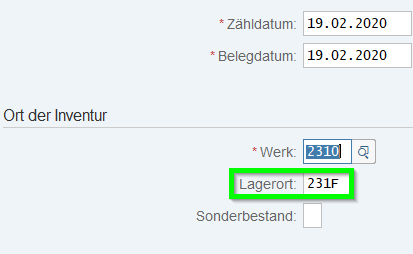 * Zähldatum: 19.02.2020
* Belegdatum: 19.02.2020
Ort der Inventur
* Werk: 2310
Lagerort: 231F
Sonderbestand: